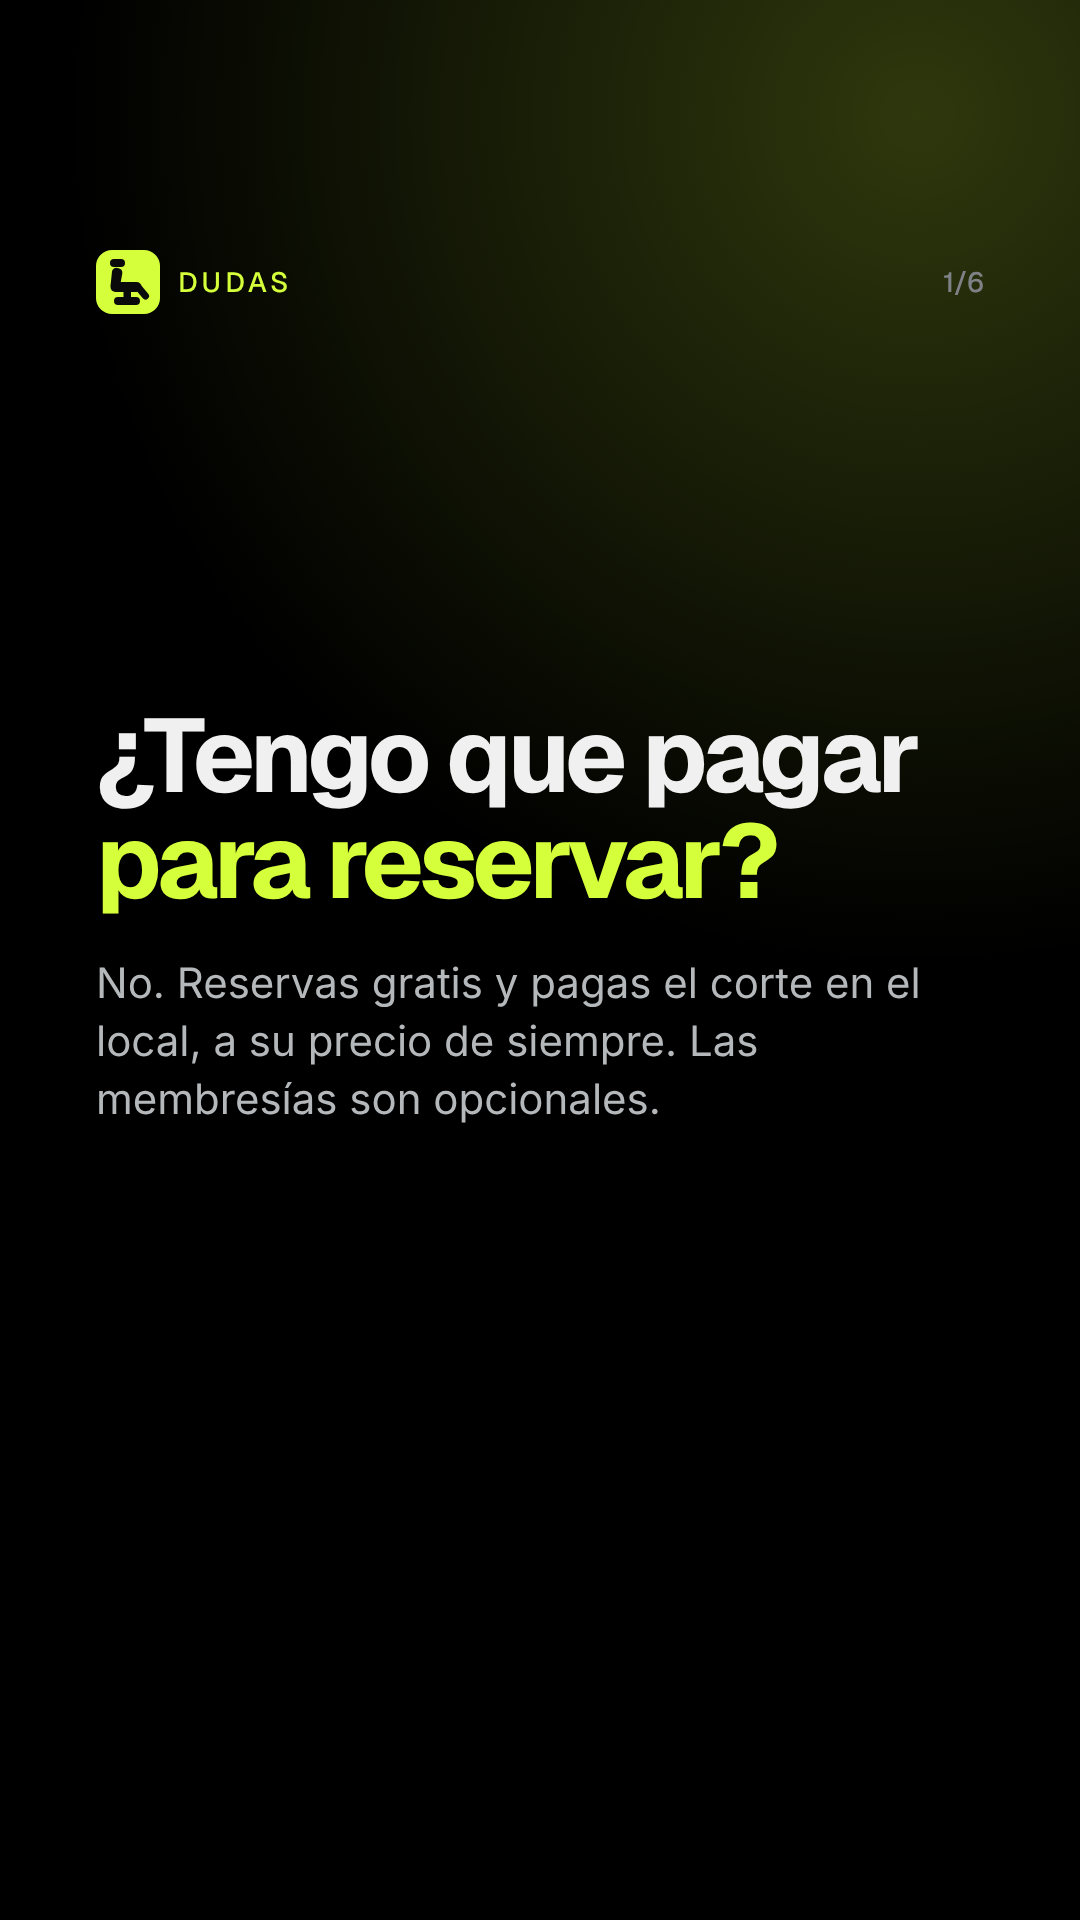 DUDAS
1/6
¿Tengo que pagar
para reservar?
No. Reservas gratis y pagas el corte en el
local, a su precio de siempre. Las
membresías son opcionales.